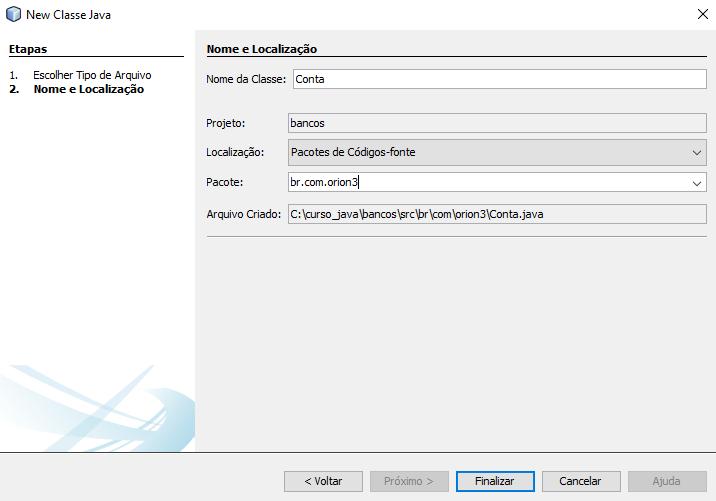 New Classe Java
Etapas
1. Escolher Tipo de Arquivo
2. Nome e Localização
Nome e Localização
Nome da Classe: Conta
Projeto: bancos
Localização: Pacotes de Códigos-fonte
Pacote: br.com.orion3
Arquivo Criado: C:\curso_java\bancos\src\br\com\orion3\Conta.java
< Voltar Próximo > Finalizar Cancelar Ajuda